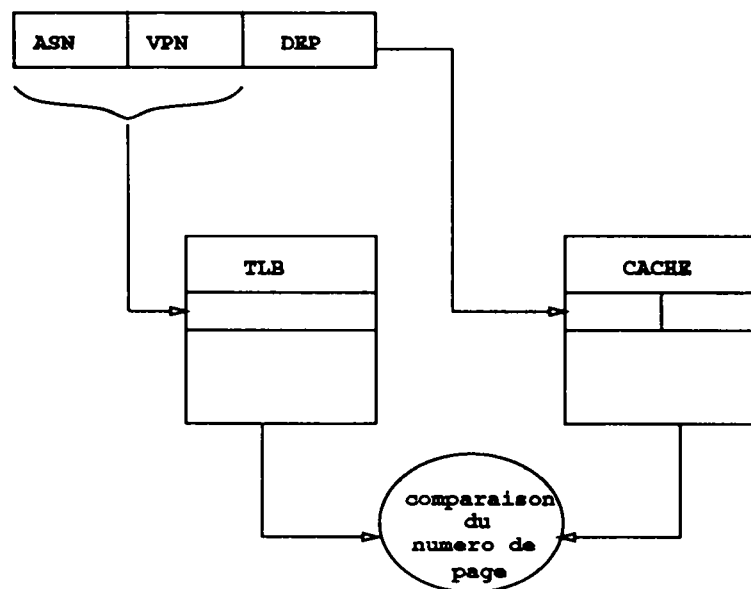 ASN VPN DEP
TLB
CACHE
comparaison
du
numero de
page